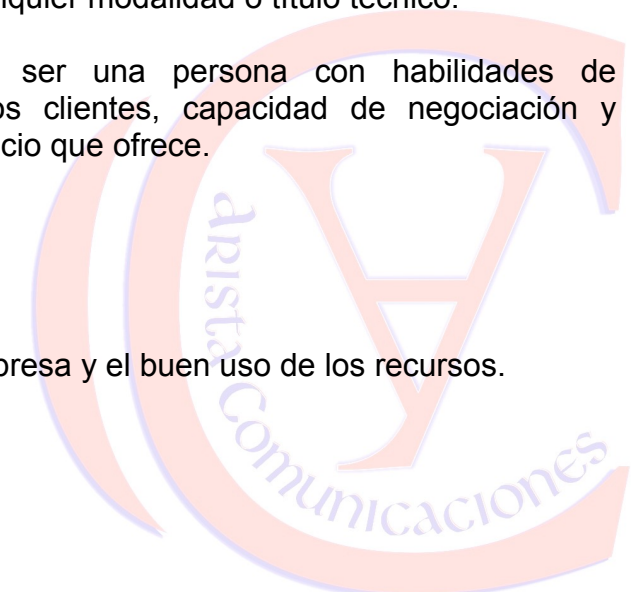 lquier modalidad o título técnico.
ser una persona con habilidades de
os clientes, capacidad de negociación y
cio que ofrece.
presa y el buen uso de los recursos.
arista Comunicaciones